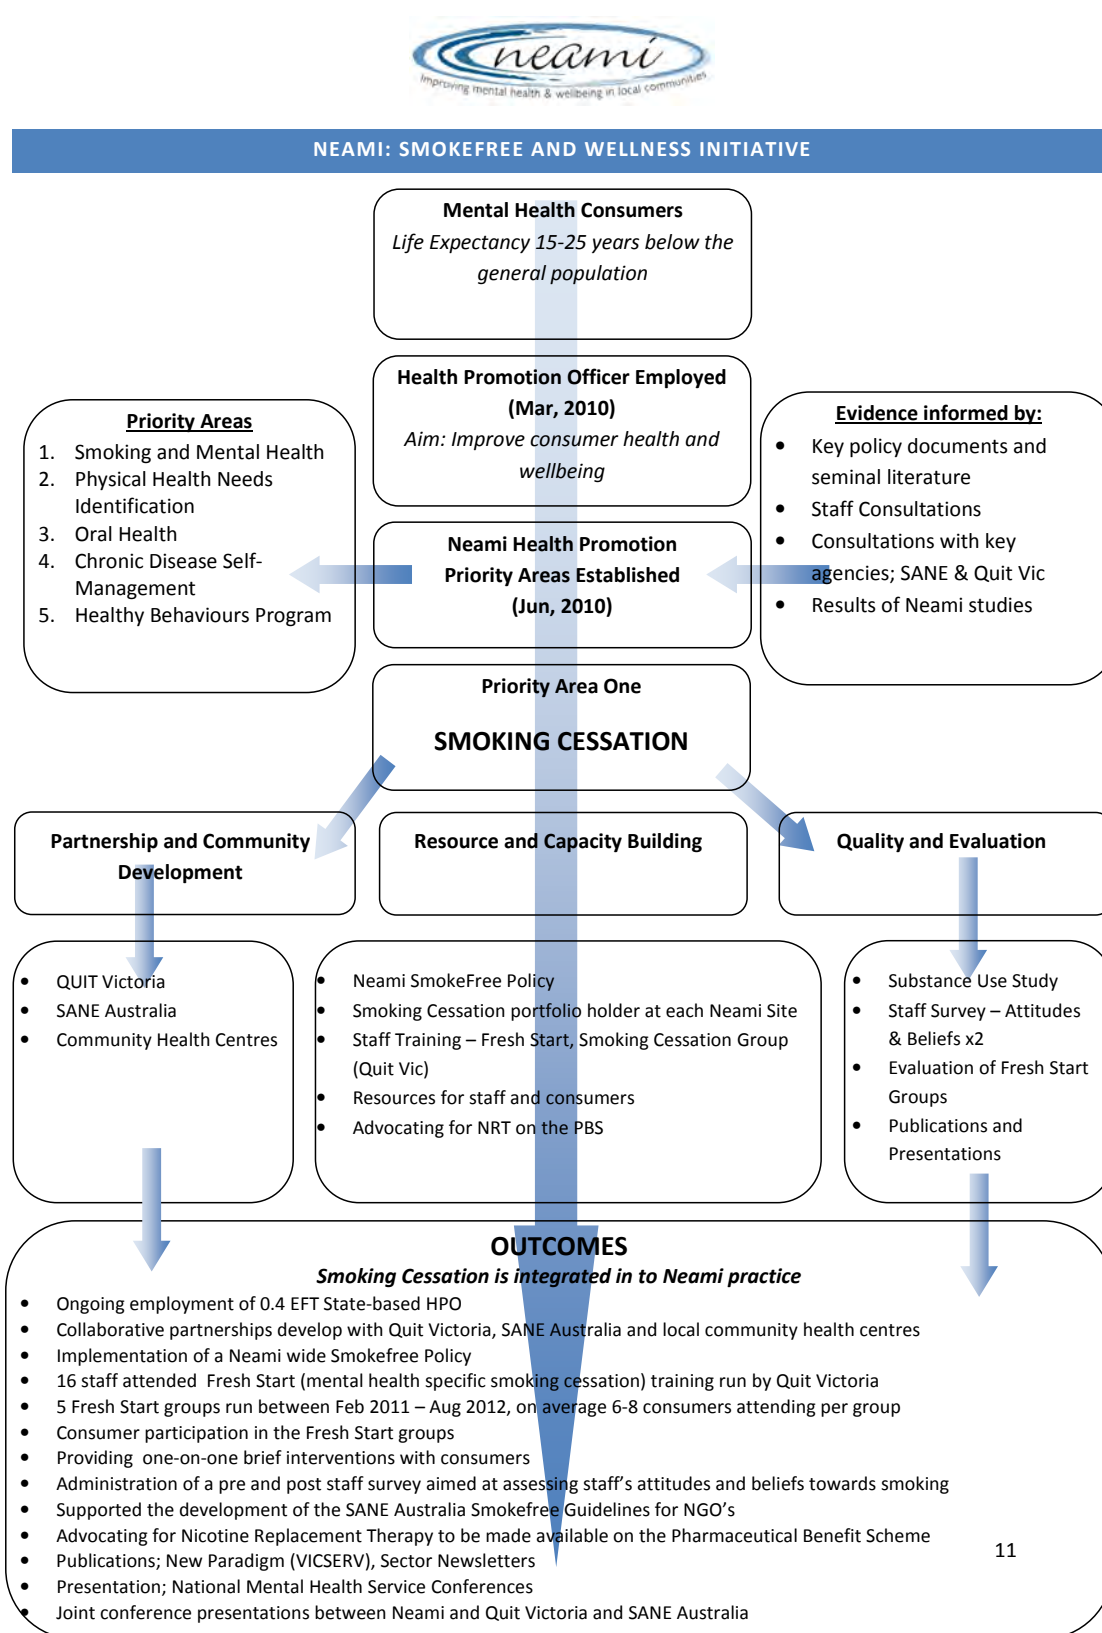 neami
Improving mental health & wellbeing in local communities
NEAMI: SMOKEFREE AND WELLNESS INITIATIVE
Mental Health Consumers
Life Expectancy 15-25 years below the
general population
Health Promotion Officer Employed
(Mar, 2010)
Aim: Improve consumer health and
wellbeing
Priority Areas
1. Smoking and Mental Health
2. Physical Health Needs
Identification
3. Oral Health
4. Chronic Disease Self-
Management
5. Healthy Behaviours Program
Neami Health Promotion
Priority Areas Established
(Jun, 2010)
Evidence informed by:
• Key policy documents and
seminal literature
• Staff Consultations
• Consultations with key
agencies; SANE & Quit Vic
• Results of Neami studies
Priority Area One
SMOKING CESSATION
Partnership and Community
Development
Resource and Capacity Building
Quality and Evaluation
• QUIT Victoria
• SANE Australia
• Community Health Centres
• Neami SmokeFree Policy
• Smoking Cessation portfolio holder at each Neami Site
• Staff Training – Fresh Start, Smoking Cessation Group
(Quit Vic)
• Resources for staff and consumers
• Advocating for NRT on the PBS
• Substance Use Study
• Staff Survey – Attitudes
& Beliefs x2
• Evaluation of Fresh Start
Groups
• Publications and
Presentations
OUTCOMES
Smoking Cessation is integrated in to Neami practice
• Ongoing employment of 0.4 EFT State-based HPO
• Collaborative partnerships develop with Quit Victoria, SANE Australia and local community health centres
• Implementation of a Neami wide Smokefree Policy
• 16 staff attended Fresh Start (mental health specific smoking cessation) training run by Quit Victoria
• 5 Fresh Start groups run between Feb 2011 – Aug 2012, on average 6-8 consumers attending per group
• Consumer participation in the Fresh Start groups
• Providing one-on-one brief interventions with consumers
• Administration of a pre and post staff survey aimed at assessing staff's attitudes and beliefs towards smoking
• Supported the development of the SANE Australia Smokefree Guidelines for NGO's
• Advocating for Nicotine Replacement Therapy to be made available on the Pharmaceutical Benefit Scheme
• Publications; New Paradigm (VICSERV), Sector Newsletters
• Presentation; National Mental Health Service Conferences
• Joint conference presentations between Neami and Quit Victoria and SANE Australia
11